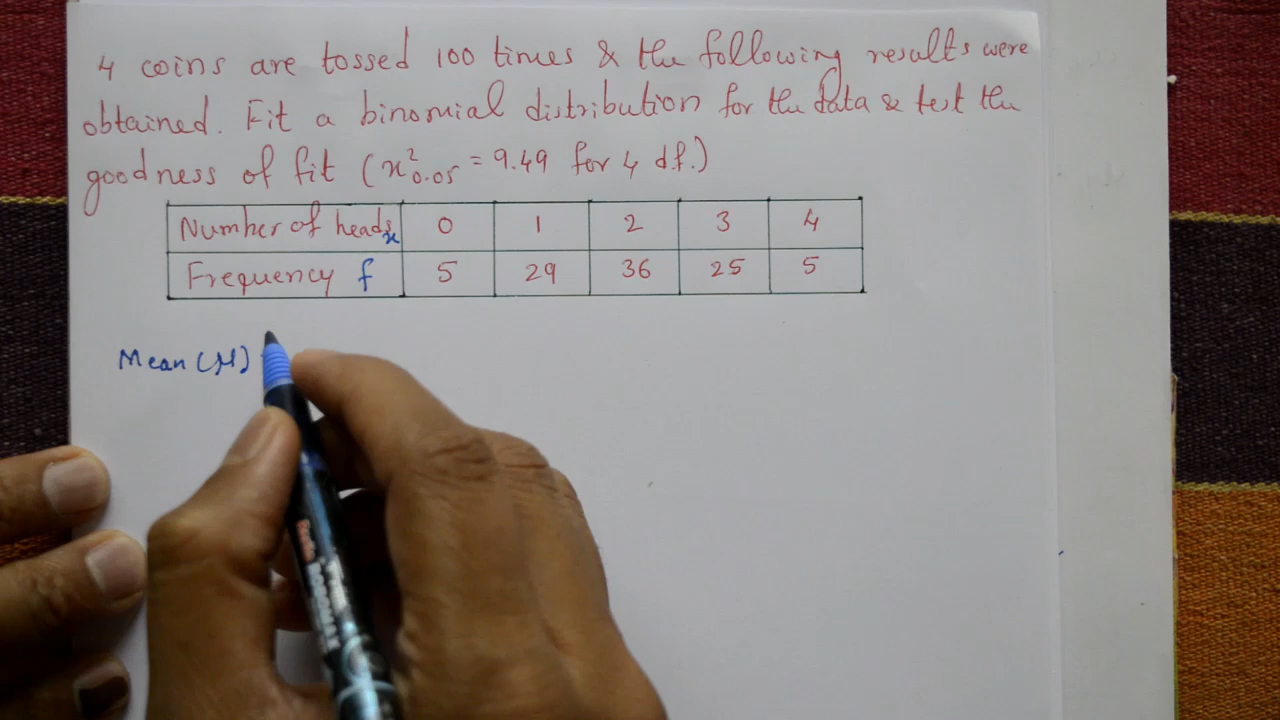 4 coins are tossed 100 times & the following results were
obtained. Fit a binomial distribution for the data & test the
goodness of fit (x²0.05 = 9.49 for 4 d.f.)
Number of heads x 0 1 2 3 4
Frequency f 5 29 36 25 5
Mean (μ)